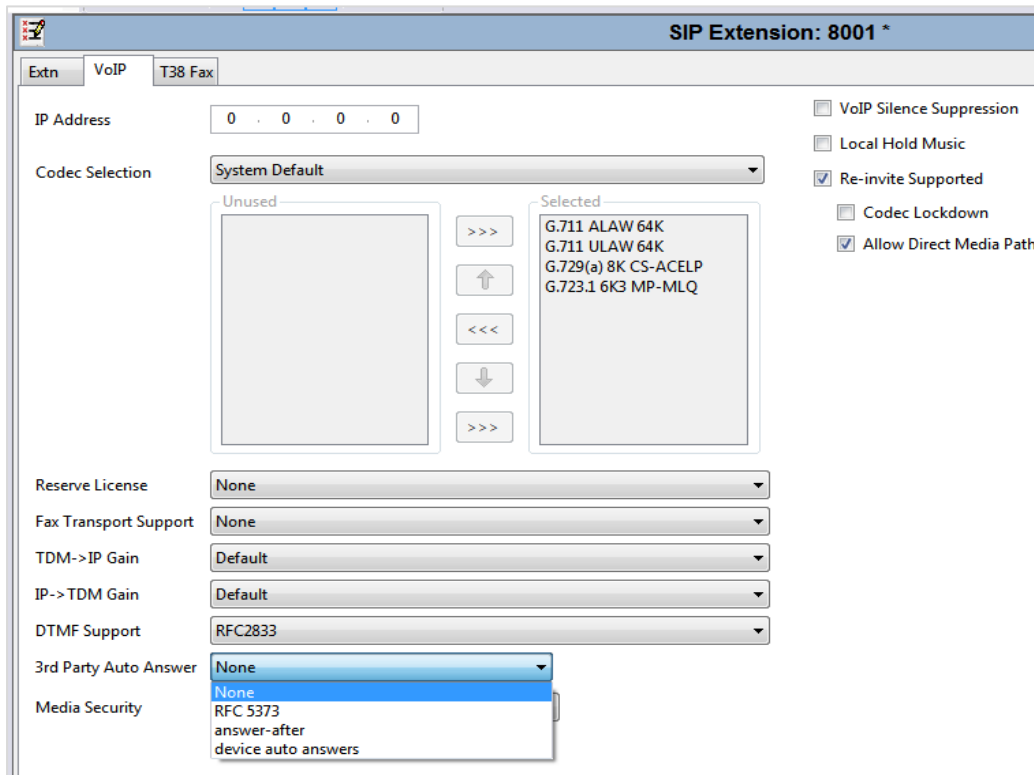 SIP Extension: 8001 *
Extn VoIP T38 Fax
IP Address 0 . 0 . 0 . 0
Codec Selection System Default
Unused
>>>
<<<
>>>
Selected
G.711 ALAW 64K
G.711 ULAW 64K
G.729(a) 8K CS-ACELP
G.723.1 6K3 MP-MLQ
VoIP Silence Suppression
Local Hold Music
Re-invite Supported
Codec Lockdown
Allow Direct Media Path
Reserve License None
Fax Transport Support None
TDM->IP Gain Default
IP->TDM Gain Default
DTMF Support RFC2833
3rd Party Auto Answer None
None
RFC 5373
answer-after
device auto answers
Media Security